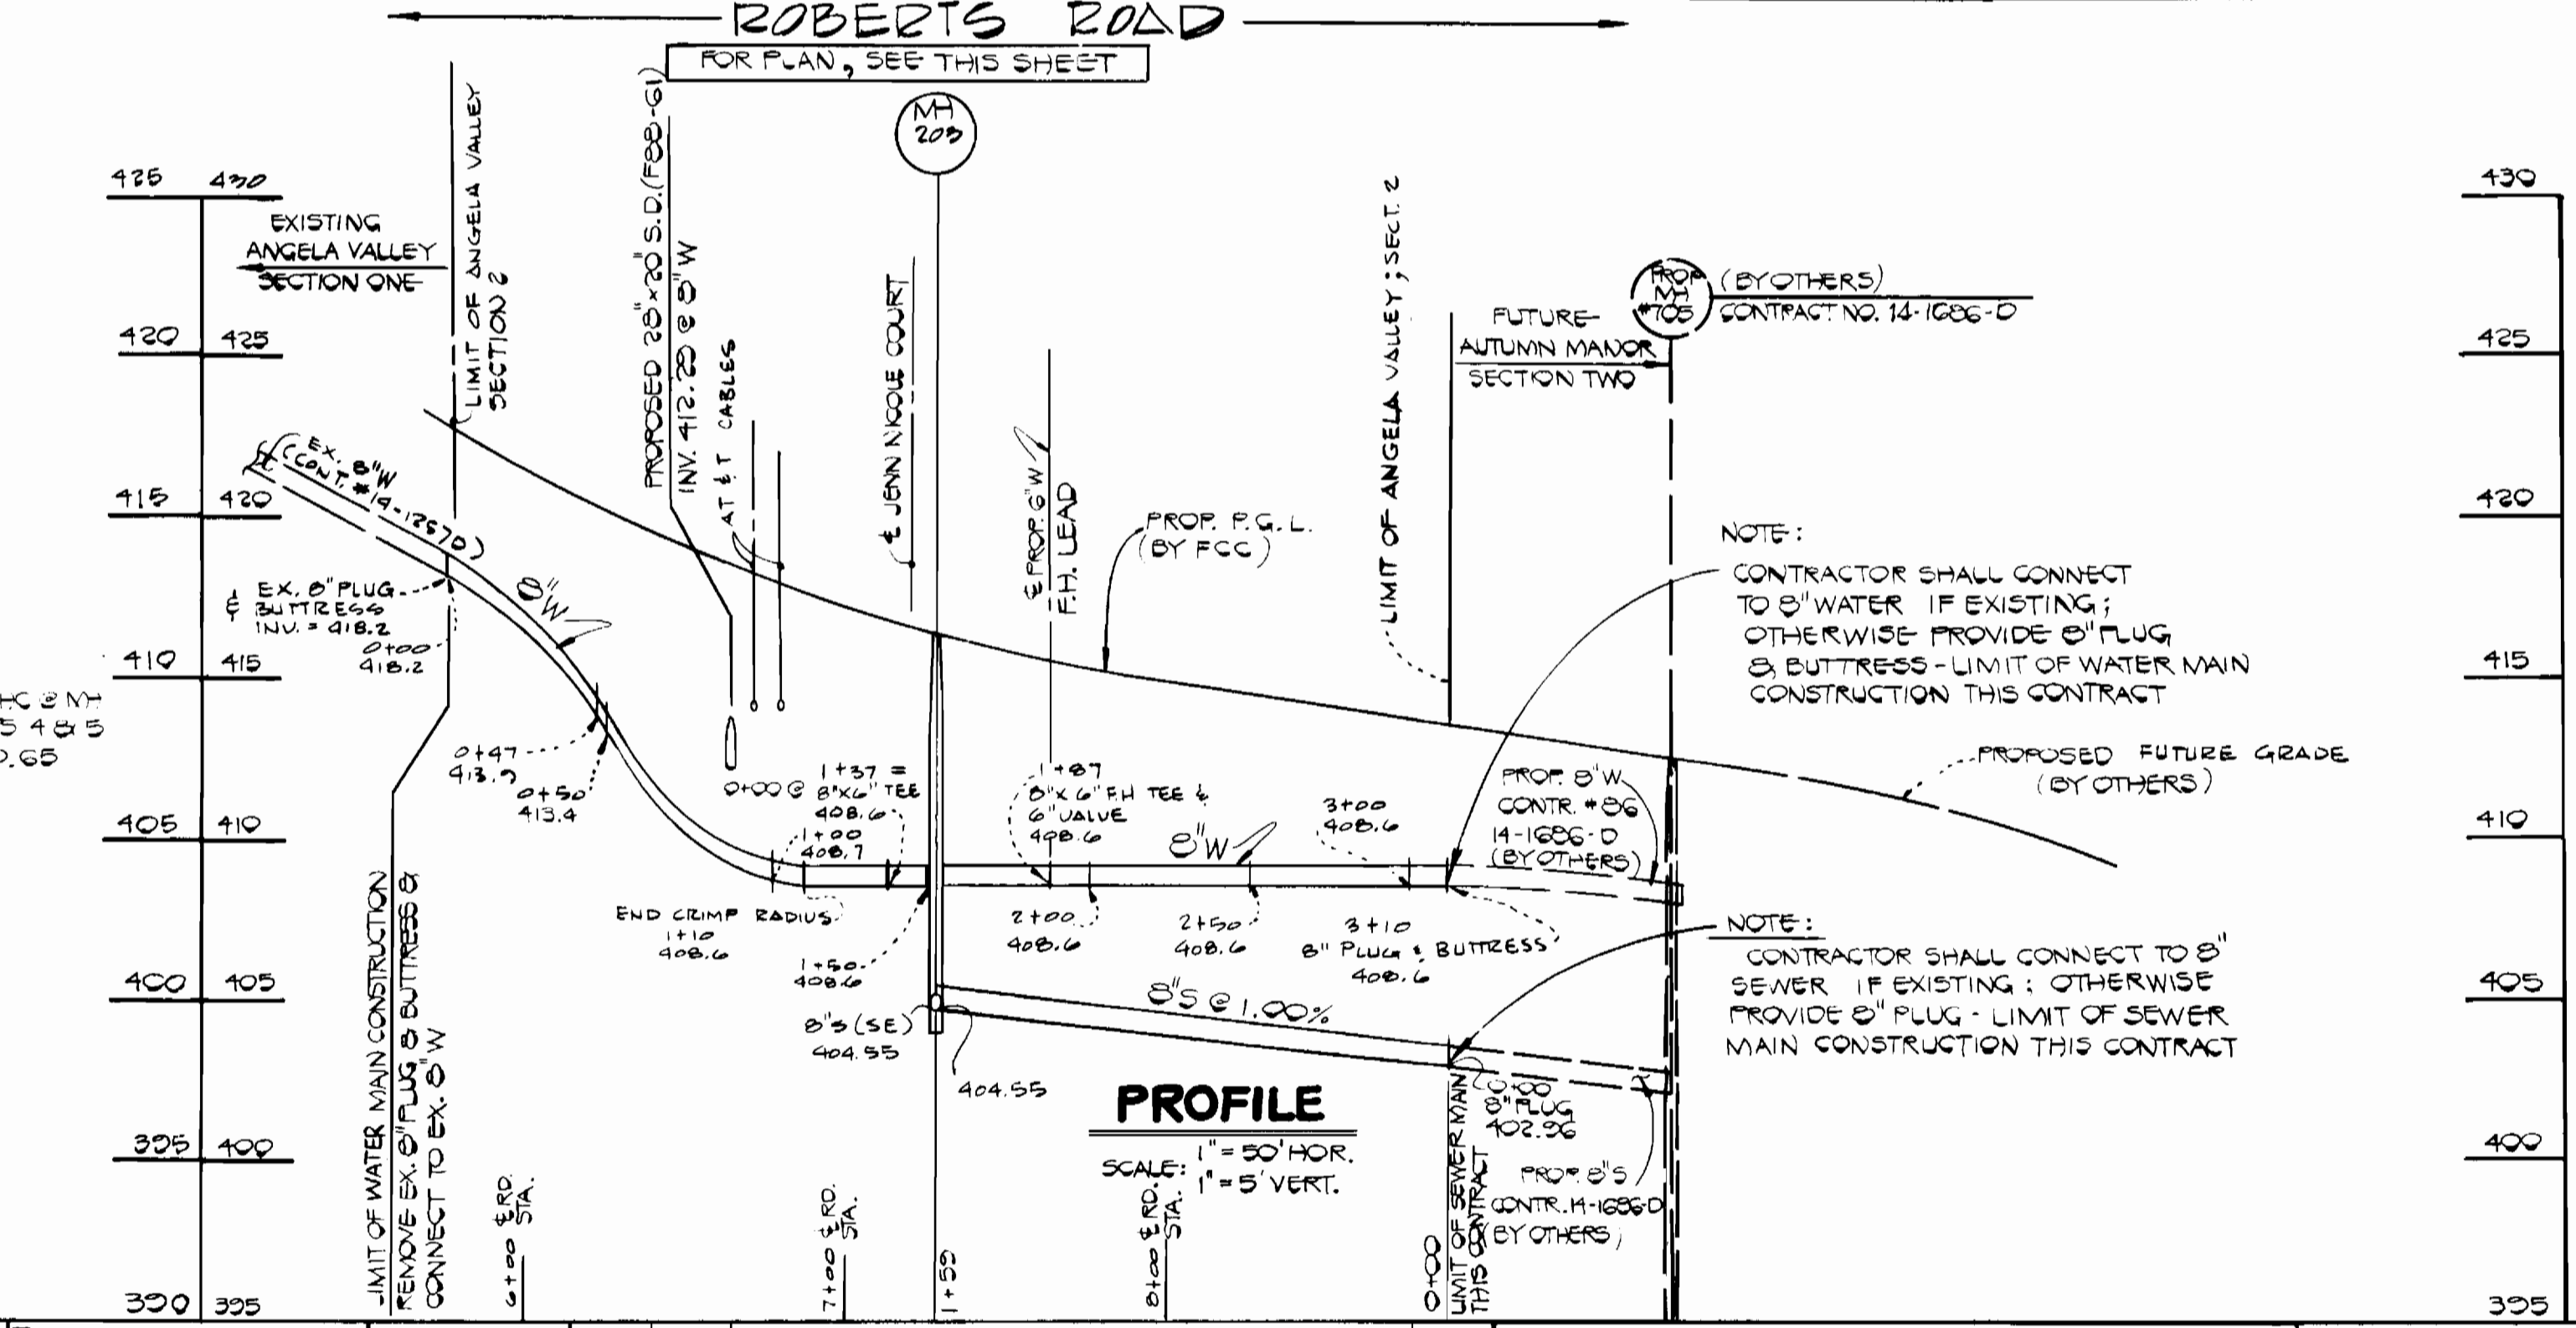 ROBERTS ROAD
FOR PLAN, SEE THIS SHEET
MH
203
425 430
420 425
415 420
410 415
405 410
400 405
395 400
390 395
EXISTING
ANGELA VALLEY
SECTION ONE
LIMIT OF ANGELA VALLEY
SECTION 2
PROPOSED 28"x20" S.D. (F88-61)
INV. 412.28 @ 8"W
AT & T CABLES
℄ JENN NICOLE COURT
℄ PROP. 6"W
F.H. LEAD
PROP. P.G.L.
(BY FCC)
LIMIT OF ANGELA VALLEY; SECT. 2
FUTURE
AUTUMN MANOR
SECTION TWO
PROP
MH
#705
(BY OTHERS)
CONTRACT NO. 14-1686-D
430
425
420
415
410
405
400
395
NOTE:
CONTRACTOR SHALL CONNECT
TO 8" WATER IF EXISTING;
OTHERWISE PROVIDE 8" PLUG
& BUTTRESS - LIMIT OF WATER MAIN
CONSTRUCTION THIS CONTRACT
PROPOSED FUTURE GRADE
(BY OTHERS)
EX. 8"W
(CONT. #14-1257D)
8"W
℄ EX. 8" PLUG
BUTTRESS
INV. = 418.2
0+00
418.2
HC @ MH
5 4 & 5
.65
0+47
413.9
0+50
413.4
0+00 @
1+37 =
8"X6" TEE
408.6
1+00
408.7
END CRIMP RADIUS
1+10
408.6
1+50
408.6
1+87
8"X 6" F.H TEE &
6" VALVE
408.6
8"W
3+00
408.6
2+00
408.6
2+50
408.6
3+10
8" PLUG & BUTTRESS
408.6
PROP. 8"W
CONTR. #86
14-1686-D
(BY OTHERS)
NOTE:
CONTRACTOR SHALL CONNECT TO 8"
SEWER IF EXISTING; OTHERWISE
PROVIDE 8" PLUG - LIMIT OF SEWER
MAIN CONSTRUCTION THIS CONTRACT
8"S @ 1.00%
8"S (SE)
404.55
404.55
0+00
8" PLUG
402.96
PROP. 8"S
CONTR. 14-1686-D
(BY OTHERS)
PROFILE
SCALE: 1" = 50' HOR.
1" = 5' VERT.
LIMIT OF WATER MAIN CONSTRUCTION
REMOVE EX. 8" PLUG & BUTTRESS &
CONNECT TO EX. 8"W
6+00 ℄ RD.
STA.
7+00 ℄ RD.
STA.
1+59
8+00 ℄ RD.
STA.
0+00
LIMIT OF SEWER MAIN
THIS CONTRACT